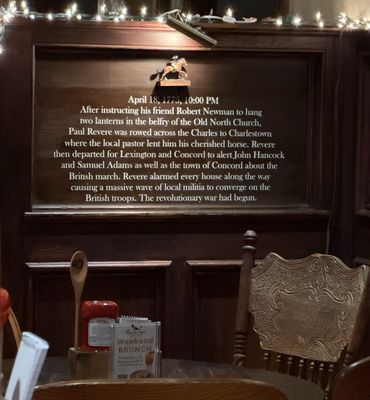 April 18, 1775, 10:00 PM
After instructing his friend Robert Newman to hang
two lanterns in the belfry of the Old North Church,
Paul Revere was rowed across the Charles to Charlestown
where the local pastor lent him his cherished horse. Revere
then departed for Lexington and Concord to alert John Hancock
and Samuel Adams as well as the town of Concord about the
Britsh march. Revere alarmed every house along the way
causing a massive wave of local militia to converge on the
British troops. The revolutionary war had begun.
10
Weekend
BRUNCH